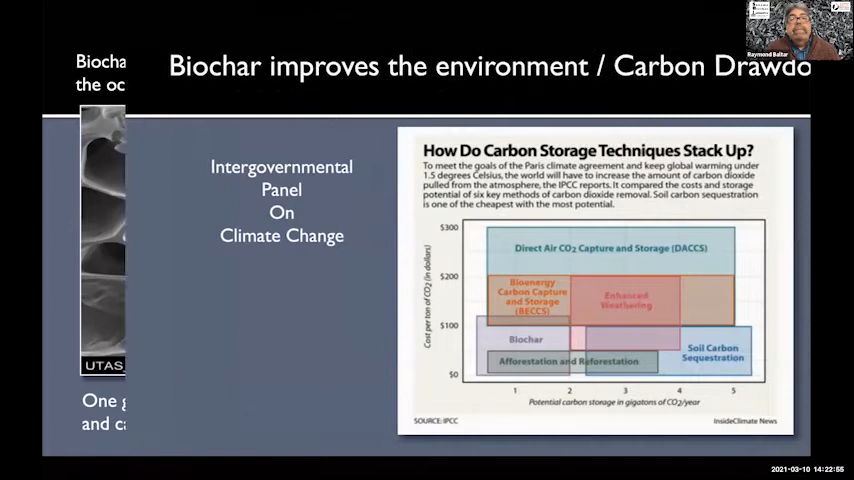 Raymond Baltar
Biocha
the oc
Biochar improves the environment / Carbon Drawdo
UTAS
One g
and ca
Intergovernmental
Panel
On
Climate Change
How Do Carbon Storage Techniques Stack Up?
To meet the goals of the Paris climate agreement and keep global warming under
1.5 degrees Celsius, the world will have to increase the amount of carbon dioxide
pulled from the atmosphere, the IPCC reports. It compared the costs and storage
potential of six key methods of carbon dioxide removal. Soil carbon sequestration
is one of the cheapest with the most potential.
Cost per ton of CO2 (in dollars)
$300
$200
$100
$0
Direct Air CO2 Capture and Storage (DACCS)
Bioenergy
Carbon Capture
and Storage
(BECCS)
Enhanced
Weathering
Biochar
Soil Carbon
Sequestration
Afforestation and Reforestation
1 2 3 4 5
Potential carbon storage in gigatons of CO2/year
SOURCE: IPCC
InsideClimate News
2021-03-10 14:22:55